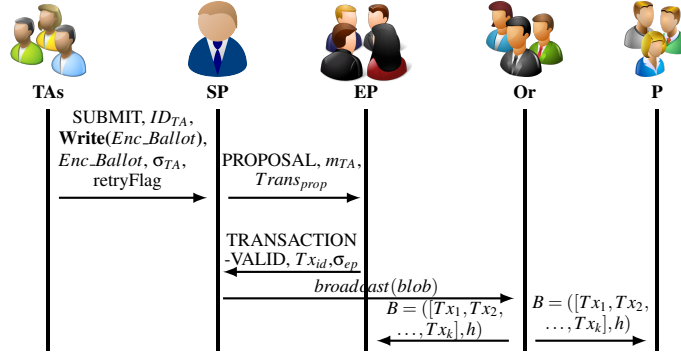 TAs SP EP Or P
SUBMIT, ID_TA,
Write(Enc_Ballot),
Enc_Ballot, σ_TA,
retryFlag
PROPOSAL, m_TA,
Trans_prop
TRANSACTION
-VALID, Tx_id,σ_ep
broadcast(blob)
B = ([Tx_1, Tx_2,
…, Tx_k], h)
B = ([Tx_1, Tx_2,
…, Tx_k], h)